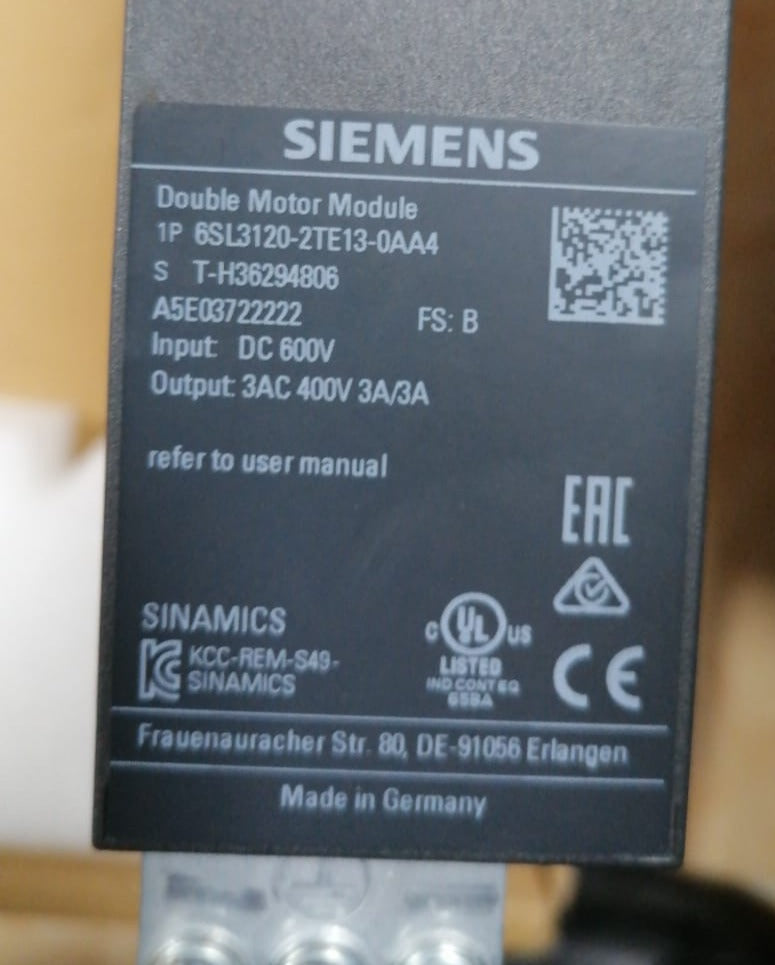 SIEMENS
Double Motor Module
1P 6SL3120-2TE13-0AA4
S T-H36294806
A5E03722222 FS: B
Input: DC 600V
Output: 3AC 400V 3A/3A
refer to user manual
EAC
SINAMICS
C UL US
LISTED
IND CONT EQ
KCC-REM-S49-
SINAMICS
CE
Frauenauracher Str. 80, DE-91056 Erlangen
Made in Germany